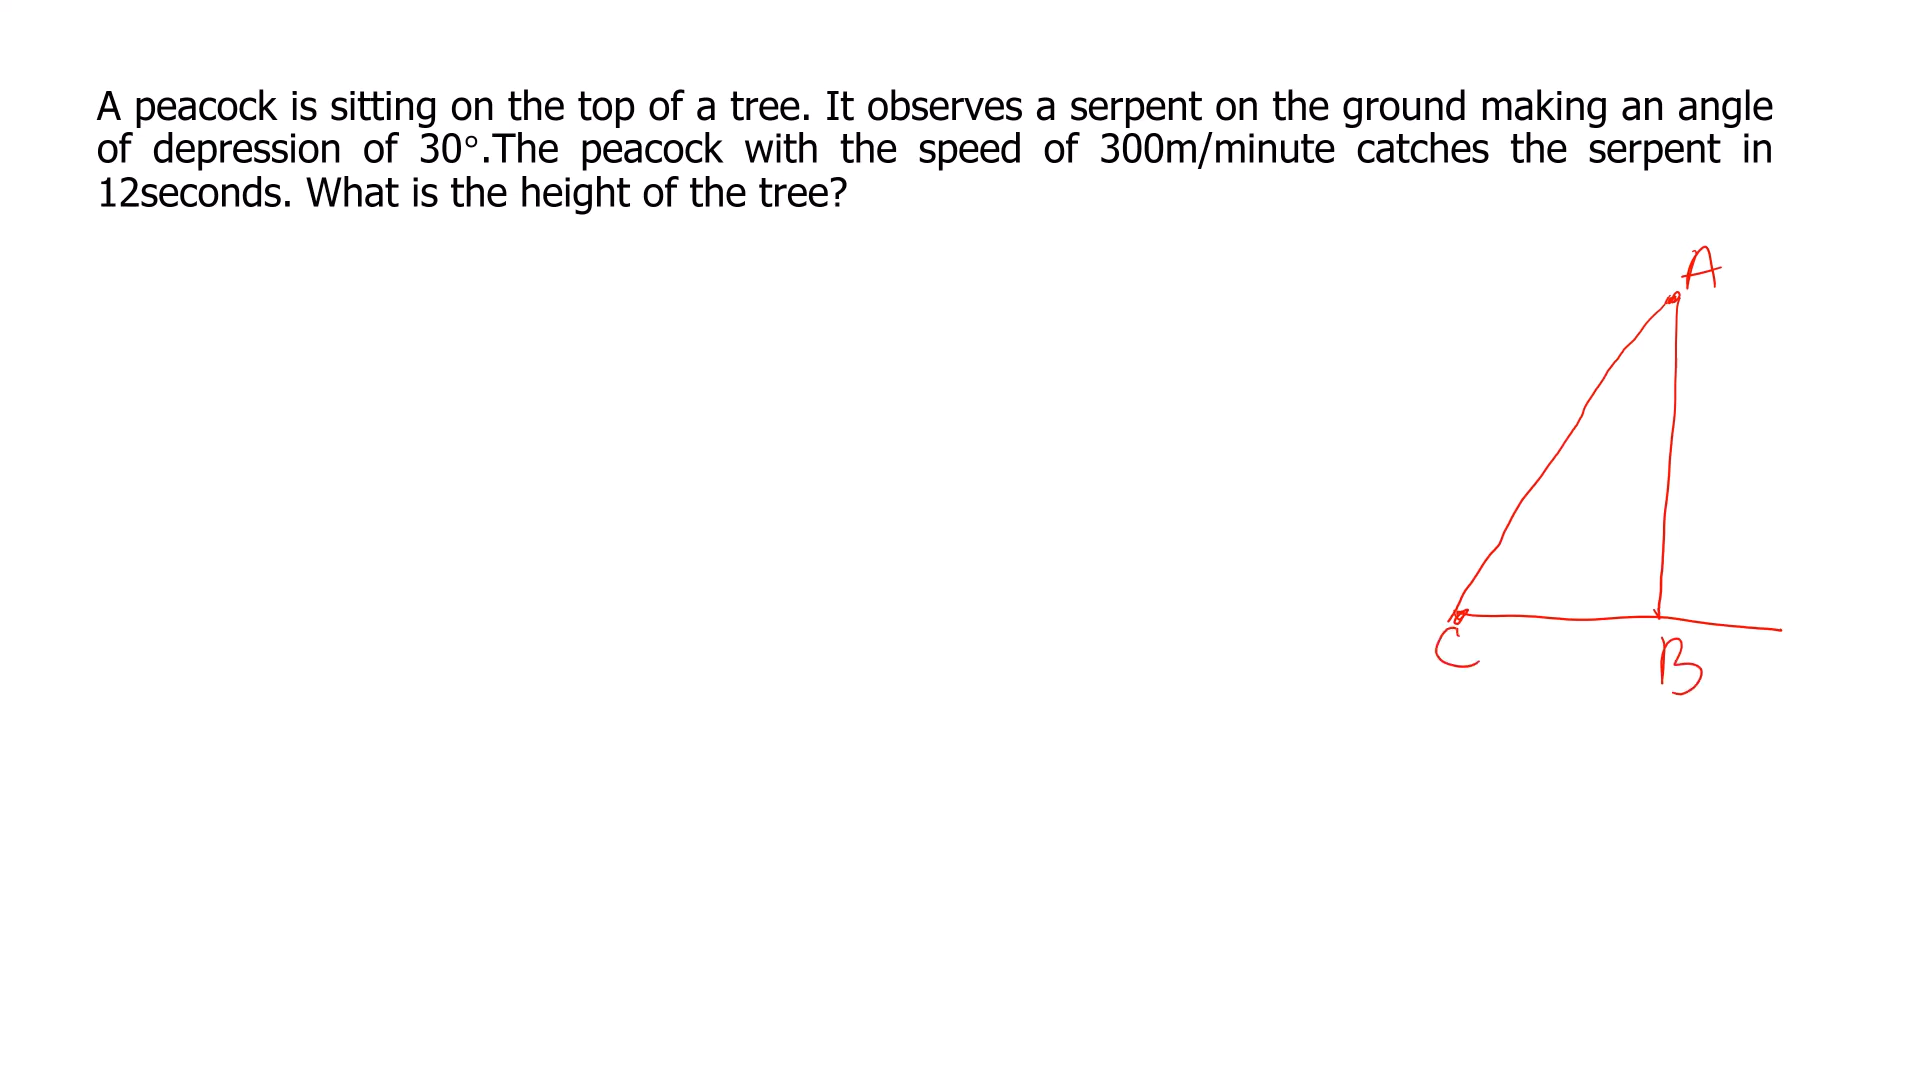 A peacock is sitting on the top of a tree. It observes a serpent on the ground making an angle
of depression of 30°.The peacock with the speed of 300m/minute catches the serpent in
12seconds. What is the height of the tree?
A
C
B